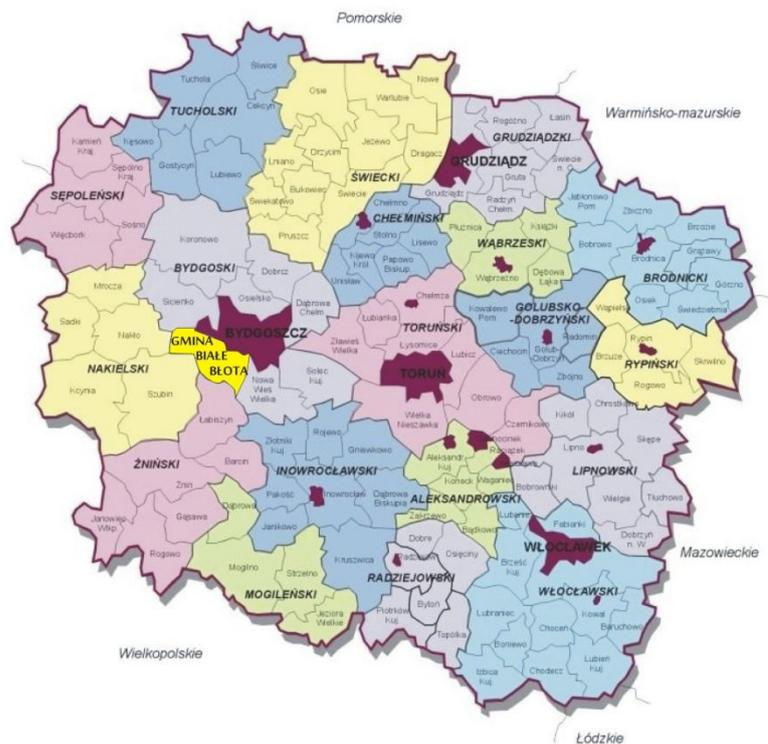 Pomorskie
Warmińsko-mazurskie
Śliwice
Tuchola
TUCHOLSKI
Cekcyn
Kęsowo
Gostycyn
Lubiewo
Osie
Warlubie
Nowe
Jeżewo
Drzycim
Lniano
Bukowiec
Dragacz
ŚWIECKI
Świecie
Świekatowo
Pruszcz
Rogóźno
Łasin
GRUDZIĄDZKI
GRUDZIĄDZ
Świecie
n. O.
Gruta
Grudziądz
Radzyn
Chełm.
Kamień
Kraj.
Sępólno
Kraj.
SĘPOLEŃSKI
Sośno
Więcbork
Koronowo
BYDGOSKI
Dobrcz
Sicienko
Osielsko
Dąbrowa
Chełm
BYDGOSZCZ
GMINA
BIAŁE
BŁOTA
Nowa
Wieś
Wielka
Solec
Kuj.
Chełmno
CHEŁMIŃSKI
Stolno
Lisewo
Kijewo
Król
Papowo
Biskup.
Unisław
Płużnica
Książki
WĄBRZESKI
Wąbrzeźno
Dębowa
Łąka
Jabłonowo
Pom.
Zbiczno
Brzozie
Bobrowo
Brodnica
Grążawy
BRODNICKI
Górzno
Osiek
Świedziebnia
Mrocza
Sadki
Nakło
NAKIELSKI
Kcynia
Szubin
Chełmża
Łubianka
TORUŃSKI
Zławieś
Wielka
Łysomice
Lubicz
TORUŃ
Obrowo
Wielka
Nieszawka
Czernikowo
Kowalewo
Pom.
GOLUBSKO
-DOBRZYŃSKI
Radomin
Ciechocin
Golub-
Dobrzyń
Zbójno
Wąpielsk
Rypin
Brzuze
RYPIŃSKI
Skrwilno
Rogowo
Łabiszyn
Barcin
ŻNIŃSKI
Żnin
Janowiec
Wlkp.
Gąsawa
Rogowo
Złotniki
Kuj
Rojewo
Gniewkowo
INOWROCŁAWSKI
Pakość
Inowrocław
Dąbrowa
Biskupia
Janikowo
Kruszwica
Dąbrowa
Mogilno
Strzelno
MOGILEŃSKI
Jeziora
Wielkie
Aleksandr.
Kuj
Raciążek
Koneck
Waganiec
ALEKSANDROWSKI
Zakrzewo
Bądkowo
Kikół
Chrostkowo
Skępe
Lipno
LIPNOWSKI
Bobrowniki
Wielgie
Tłuchowo
Dobrzyń
n. W.
Dobre
Osięciny
Radziejów
RADZIEJOWSKI
Bytoń
Piotrków
Kuj
Topólka
Lubanie
Fabianki
WŁOCŁAWEK
Brześć
Kuj
WŁOCŁAWSKI
Lubraniec
Kowal
Choceń
Baruchowo
Boniewo
Izbica
Kuj
Chodecz
Lubień
Kuj
Mazowieckie
Wielkopolskie
Łódzkie